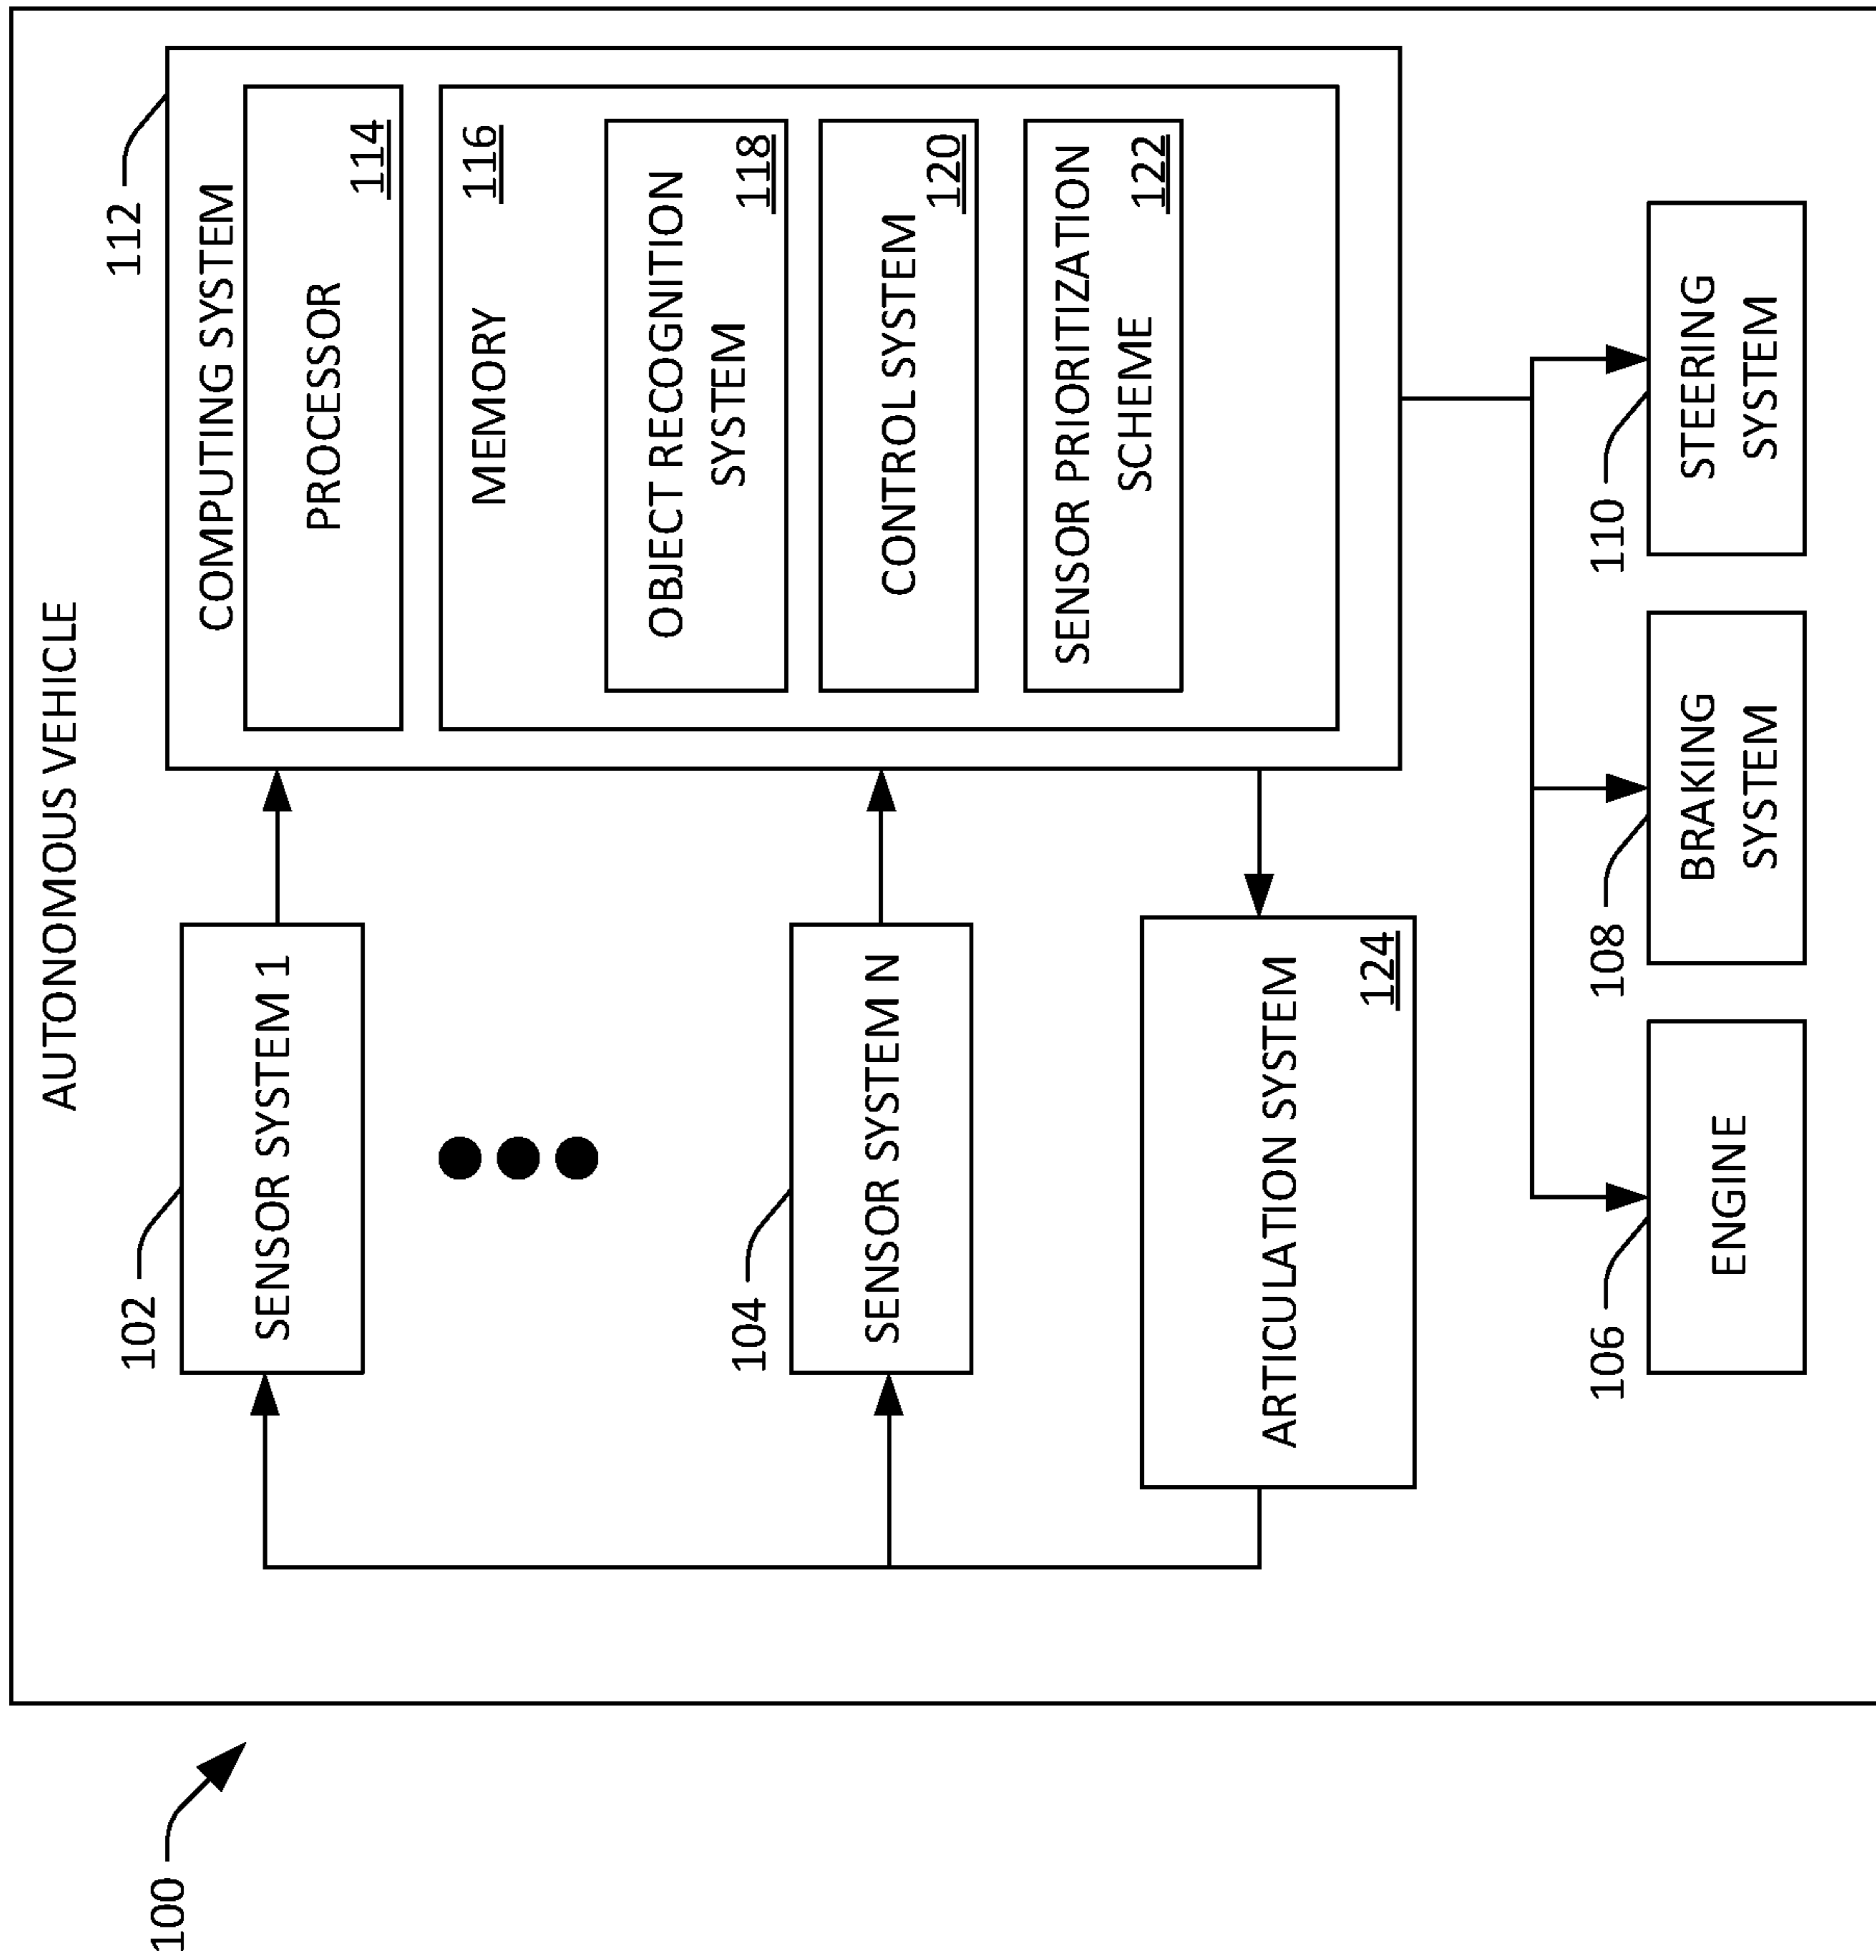 100
AUTONOMOUS VEHICLE
102
SENSOR SYSTEM 1
104
SENSOR SYSTEM N
ARTICULATION SYSTEM
124
112
COMPUTING SYSTEM
PROCESSOR
114
MEMORY
116
OBJECT RECOGNITION
SYSTEM
118
CONTROL SYSTEM
120
SENSOR PRIORITIZATION
SCHEME
122
106
ENGINE
108
BRAKING
SYSTEM
110
STEERING
SYSTEM